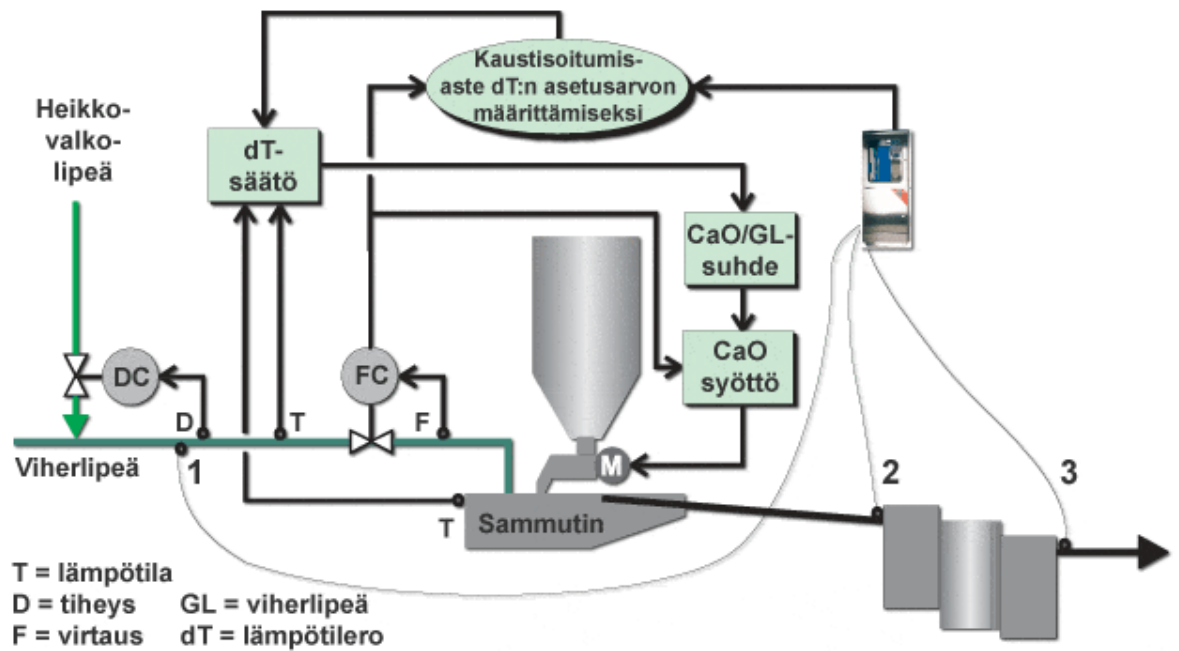 Kaustisoitumis-
aste dT:n asetusarvon
määrittämiseksi
Heikko-
valko-
lipeä
dT-
säätö
CaO/GL-
suhde
CaO
syöttö
DC
FC
D
T
F
M
Viherlipeä
1
2
3
T
Sammutin
T = lämpötila
D = tiheys
GL = viherlipeä
F = virtaus
dT = lämpötilero